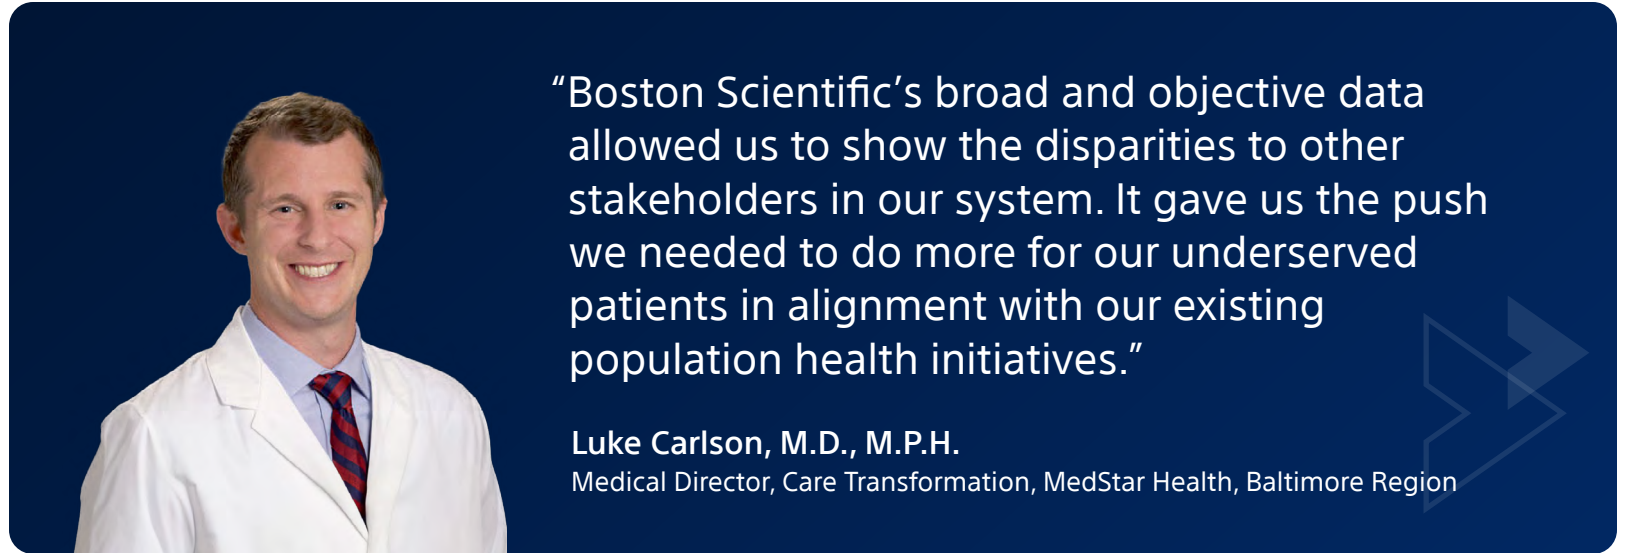 “Boston Scientific’s broad and objective data
allowed us to show the disparities to other
stakeholders in our system. It gave us the push
we needed to do more for our underserved
patients in alignment with our existing
population health initiatives.”
Luke Carlson, M.D., M.P.H.
Medical Director, Care Transformation, MedStar Health, Baltimore Region